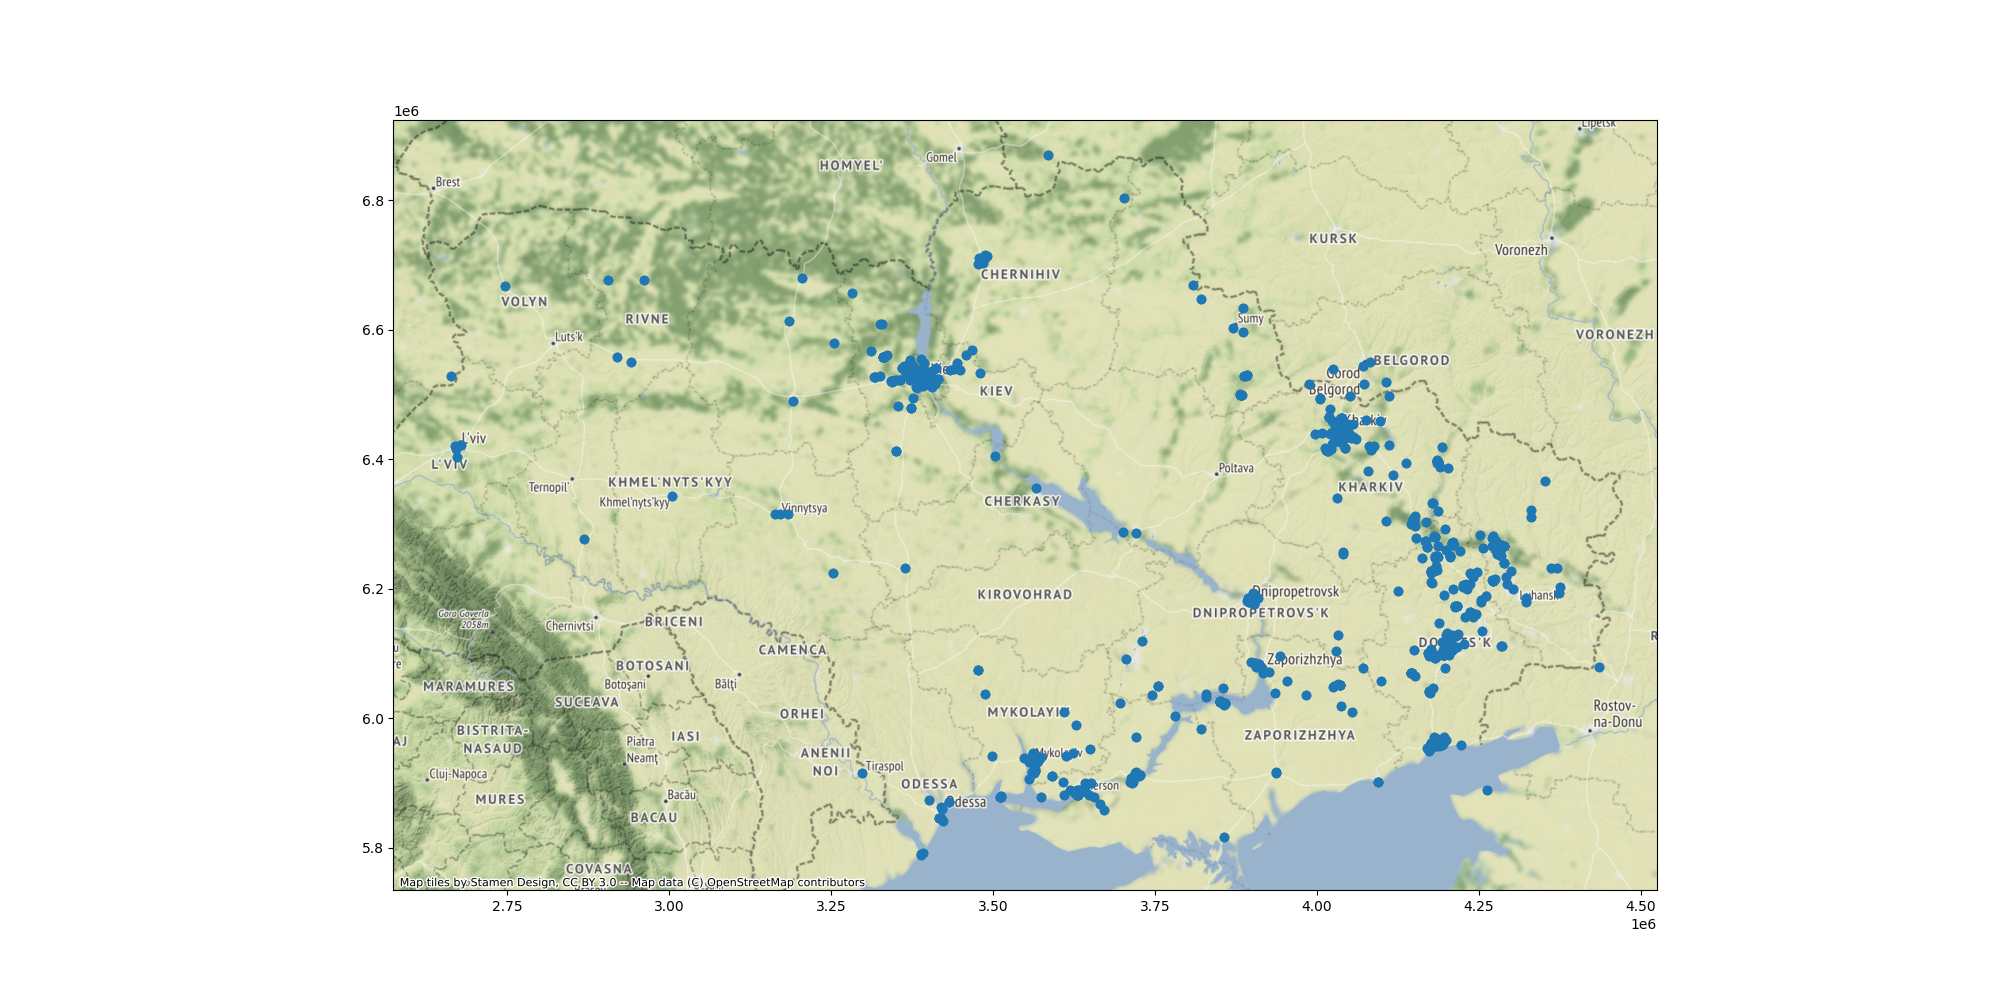 1e6
Lipetsk
Gomel
HOMYEL'
Brest
6.8
KURSK
Voronezh
CHERNIHIV
VOLYN
RIVNE
Sumy
6.6
VORONEZH
Luts'k
BELGOROD
Gorod
Belgorod
KIEV
Kharkiv
L'viv
L'VIV
6.4
Poltava
Ternopil'
KHMEL'NYTS'KYY
Khmel'nyts'kyy
Vinnytsya
CHERKASY
KHARKIV
6.2
KIROVOHRAD
Dnipropetrovsk
DNIPROPETROVS'K
Luhansk
Gora Goverla
2058m
Chernivtsi
BRICENI
CAMENCA
Zaporizhzhya
BOTOSANI
Botoşani
Bălţi
MARAMURES
SUCEAVA
ORHEI
6.0
Rostov-
na-Donu
BISTRITA-
NASAUD
IASI
ZAPORIZHZHYA
Piatra
Neamţ
ANENII
NOI
Tiraspol
Mykolayiv
Cluj-Napoca
MURES
Bacău
BACAU
ODESSA
Odessa
5.8
COVASNA
Map tiles by Stamen Design, CC BY 3.0 -- Map data (C) OpenStreetMap contributors
2.75 3.00 3.25 3.50 3.75 4.00 4.25 4.50
1e6